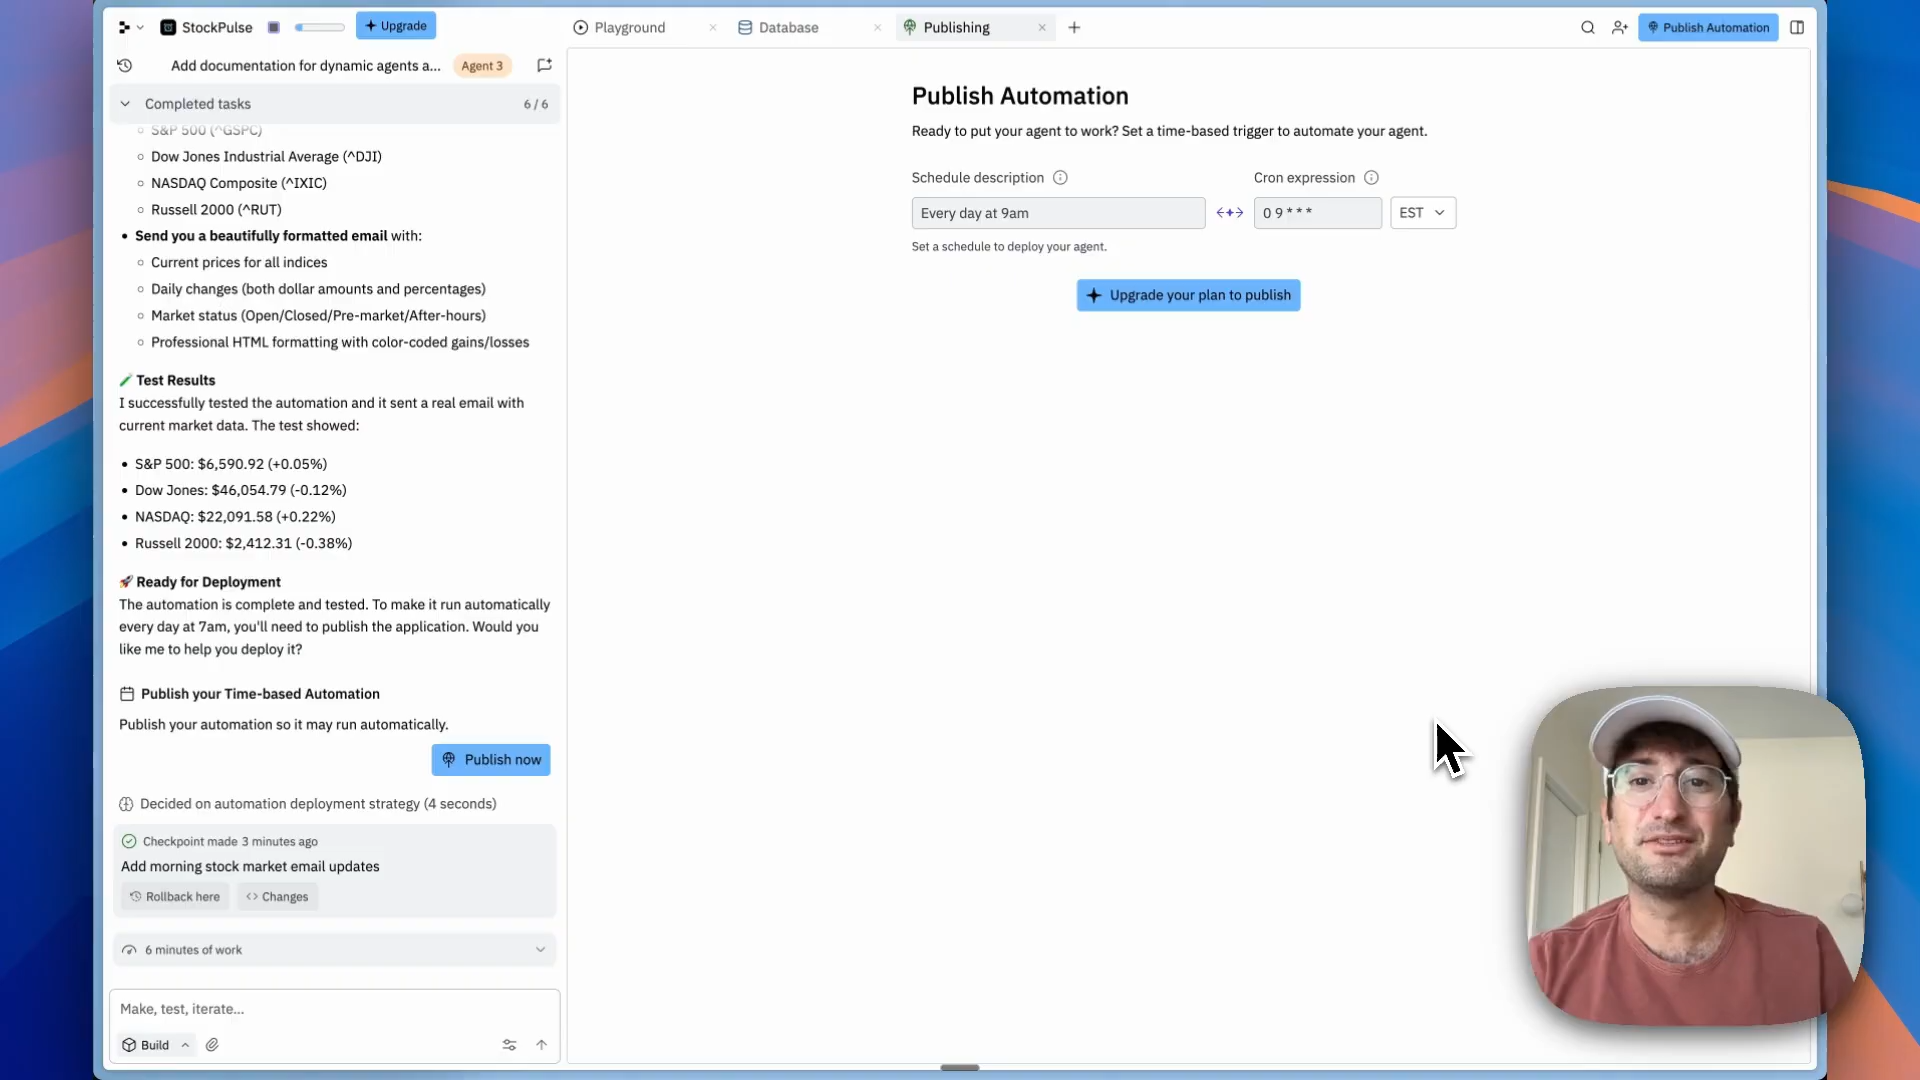 StockPulse
Upgrade
Playground
Database
Publishing
Publish Automation
Add documentation for dynamic agents a...
Agent 3
Completed tasks
6 / 6
S&P 500 (^GSPC)
Dow Jones Industrial Average (^DJI)
NASDAQ Composite (^IXIC)
Russell 2000 (^RUT)
Send you a beautifully formatted email with:
Current prices for all indices
Daily changes (both dollar amounts and percentages)
Market status (Open/Closed/Pre-market/After-hours)
Professional HTML formatting with color-coded gains/losses
Test Results
I successfully tested the automation and it sent a real email with
current market data. The test showed:
S&P 500: $6,590.92 (+0.05%)
Dow Jones: $46,054.79 (-0.12%)
NASDAQ: $22,091.58 (+0.22%)
Russell 2000: $2,412.31 (-0.38%)
Ready for Deployment
The automation is complete and tested. To make it run automatically
every day at 7am, you'll need to publish the application. Would you
like me to help you deploy it?
Publish your Time-based Automation
Publish your automation so it may run automatically.
Publish now
Decided on automation deployment strategy (4 seconds)
Checkpoint made 3 minutes ago
Add morning stock market email updates
Rollback here
Changes
6 minutes of work
Make, test, iterate...
Build
Publish Automation
Ready to put your agent to work? Set a time-based trigger to automate your agent.
Schedule description
Cron expression
Every day at 9am
0 9 * * *
EST
Set a schedule to deploy your agent.
Upgrade your plan to publish